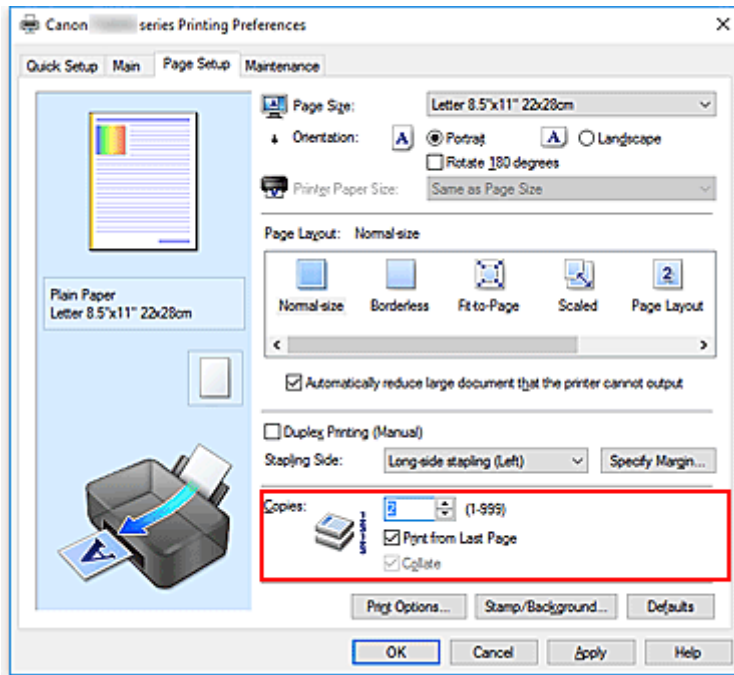 Canon series Printing Preferences
Quick Setup Main Page Setup Maintenance
Page Size: Letter 8.5"x11" 22x28cm
Orientation: A Portrait A Landscape
Rotate 180 degrees
Printer Paper Size: Same as Page Size
Page Layout: Normal-size
Normal-size Borderless Fit-to-Page Scaled Page Layout
Automatically reduce large document that the printer cannot output
Plain Paper
Letter 8.5"x11" 22x28cm
Duplex Printing (Manual)
Stapling Side: Long-side stapling (Left) Specify Margin...
Copies: 2 (1-999)
Print from Last Page
Collate
Print Options... Stamp/Background... Defaults
OK Cancel Apply Help